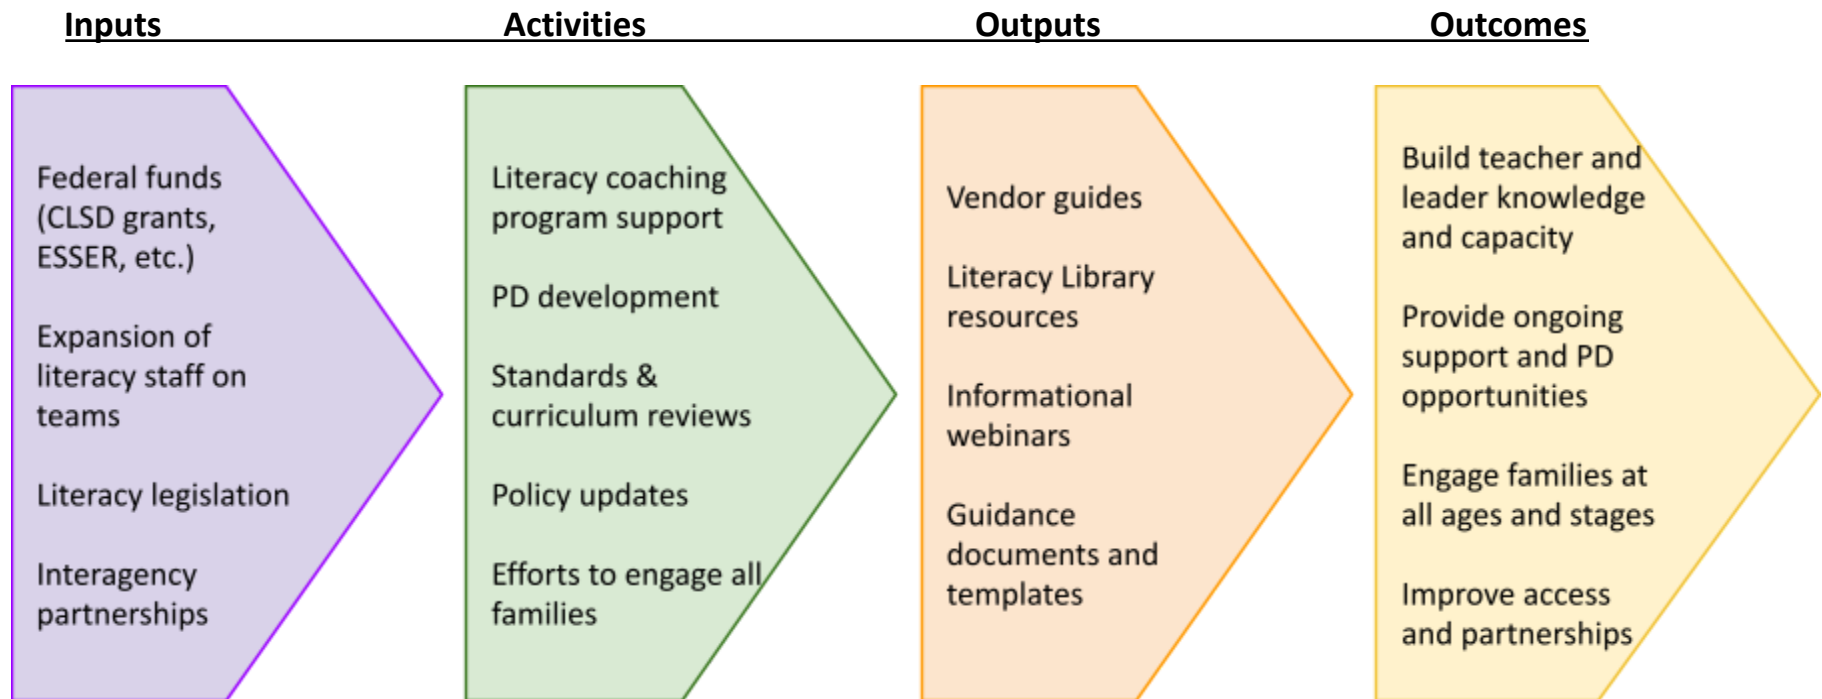 Inputs Activities Outputs Outcomes
Federal funds
(CLSD grants,
ESSER, etc.)
Expansion of
literacy staff on
teams
Literacy legislation
Interagency
partnerships
Literacy coaching
program support
PD development
Standards &
curriculum reviews
Policy updates
Efforts to engage all
families
Vendor guides
Literacy Library
resources
Informational
webinars
Guidance
documents and
templates
Build teacher and
leader knowledge
and capacity
Provide ongoing
support and PD
opportunities
Engage families at
all ages and stages
Improve access
and partnerships